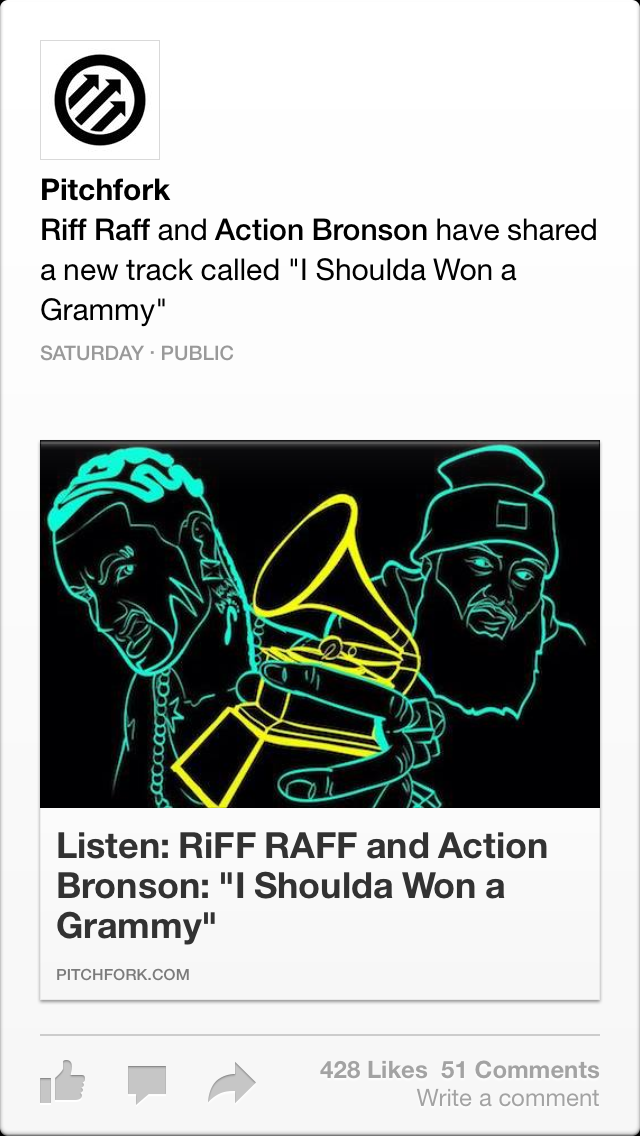 Pitchfork
Riff Raff and Action Bronson have shared
a new track called "I Shoulda Won a
Grammy"
SATURDAY · PUBLIC
Listen: RiFF RAFF and Action
Bronson: "I Shoulda Won a
Grammy"
PITCHFORK.COM
428 Likes 51 Comments
Write a comment